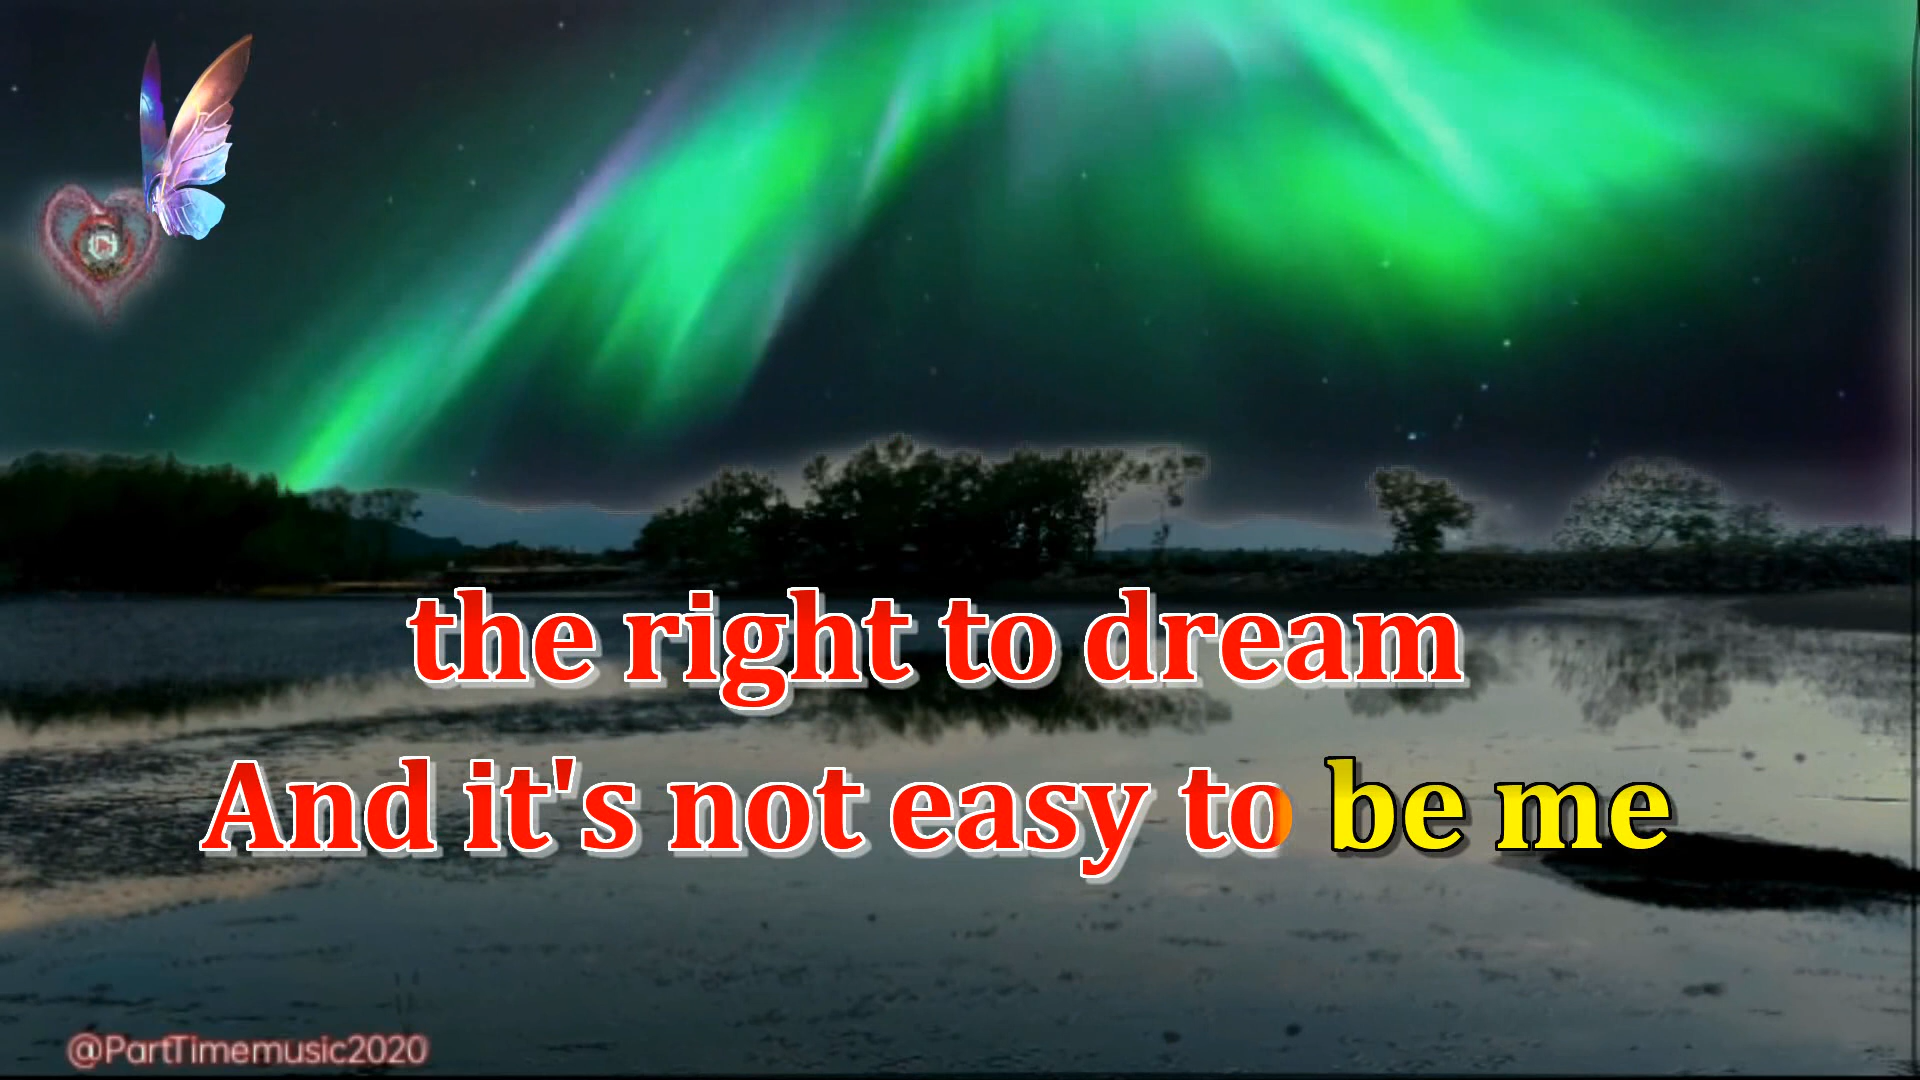 the right to dream
And it's not easy to be me
@PartTimemusic2020